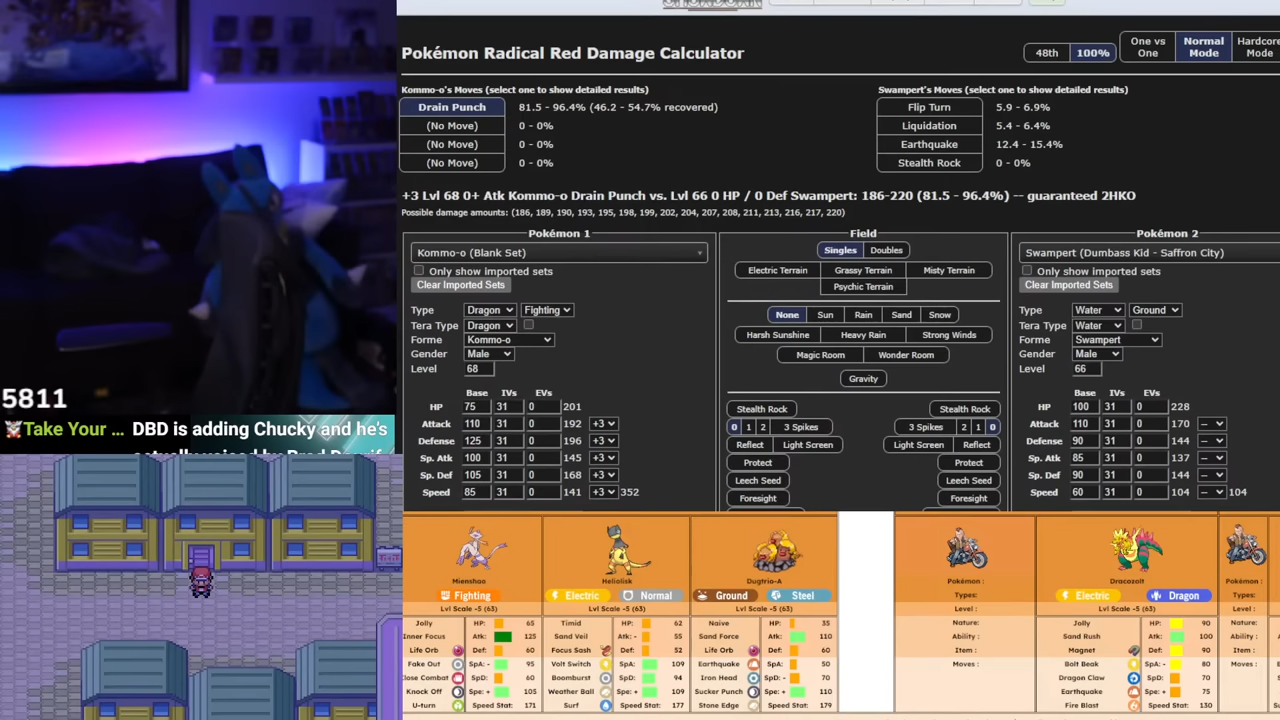 Pokémon Radical Red Damage Calculator
48th 100% One vs One Normal Mode Hardcore Mode
Kommo-o's Moves (select one to show detailed results)
Drain Punch 81.5 - 96.4% (46.2 - 54.7% recovered)
(No Move) 0 - 0%
(No Move) 0 - 0%
(No Move) 0 - 0%
Swampert's Moves (select one to show detailed results)
Flip Turn 5.9 - 6.9%
Liquidation 5.4 - 6.4%
Earthquake 12.4 - 15.4%
Stealth Rock 0 - 0%
+3 Lvl 68 0+ Atk Kommo-o Drain Punch vs. Lvl 66 0 HP / 0 Def Swampert: 186-220 (81.5 - 96.4%) -- guaranteed 2HKO
Possible damage amounts: (186, 189, 190, 193, 195, 198, 199, 202, 204, 207, 208, 211, 213, 216, 217, 220)
Pokémon 1
Kommo-o (Blank Set)
Only show imported sets
Clear Imported Sets
Type Dragon Fighting
Tera Type Dragon
Forme Kommo-o
Gender Male
Level 68
Base IVs EVs
HP 75 31 0 201
Attack 110 31 0 192 +3
Defense 125 31 0 196 +3
Sp. Atk 100 31 0 145 +3
Sp. Def 105 31 0 168 +3
Speed 85 31 0 141 +3 352
Field
Singles Doubles
Electric Terrain Grassy Terrain Misty Terrain
Psychic Terrain
None Sun Rain Sand Snow
Harsh Sunshine Heavy Rain Strong Winds
Magic Room Wonder Room
Gravity
Stealth Rock Stealth Rock
0 1 2 3 Spikes 3 Spikes 2 1 0
Reflect Light Screen Light Screen Reflect
Protect Protect
Leech Seed Leech Seed
Foresight Foresight
Pokémon 2
Swampert (Dumbass Kid - Saffron City)
Only show imported sets
Clear Imported Sets
Type Water Ground
Tera Type Water
Forme Swampert
Gender Male
Level 66
Base IVs EVs
HP 100 31 0 228
Attack 110 31 0 170 --
Defense 90 31 0 144 --
Sp. Atk 85 31 0 137 --
Sp. Def 90 31 0 144 --
Speed 60 31 0 104 -- 104
5811
Take Your ... DBD is adding Chucky and he's
Mienshao
Fighting
Lvl Scale -5 (63)
Jolly HP: 65
Inner Focus Atk: 125
Life Orb Def: 60
Fake Out SpA: - 95
Close Combat SpD: 60
Knock Off Spe: + 105
U-turn Speed Stat: 171
Heliolisk
Electric Normal
Lvl Scale -5 (63)
Timid HP: 62
Sand Veil Atk: - 55
Focus Sash Def: 52
Volt Switch SpA: 109
Boomburst SpD: 94
Weather Ball Spe: + 109
Surf Speed Stat: 177
Dugtrio-A
Ground Steel
Lvl Scale -5 (63)
Naive HP: 35
Sand Force Atk: 110
Life Orb Def: 60
Earthquake SpA: 50
Iron Head SpD: - 70
Sucker Punch Spe: + 110
Stone Edge Speed Stat: 179
Pokémon :
Types:
Level :
Nature:
Ability :
Item :
Moves :
Dracozolt
Electric Dragon
Lvl Scale -5 (63)
Jolly HP: 90
Sand Rush Atk: 100
Magnet Def: 90
Bolt Beak SpA: - 80
Dragon Claw SpD: 70
Earthquake Spe: + 75
Fire Blast Speed Stat: 130
Pokémon :
Types:
Level :
Nature:
Ability :
Item :
Moves :